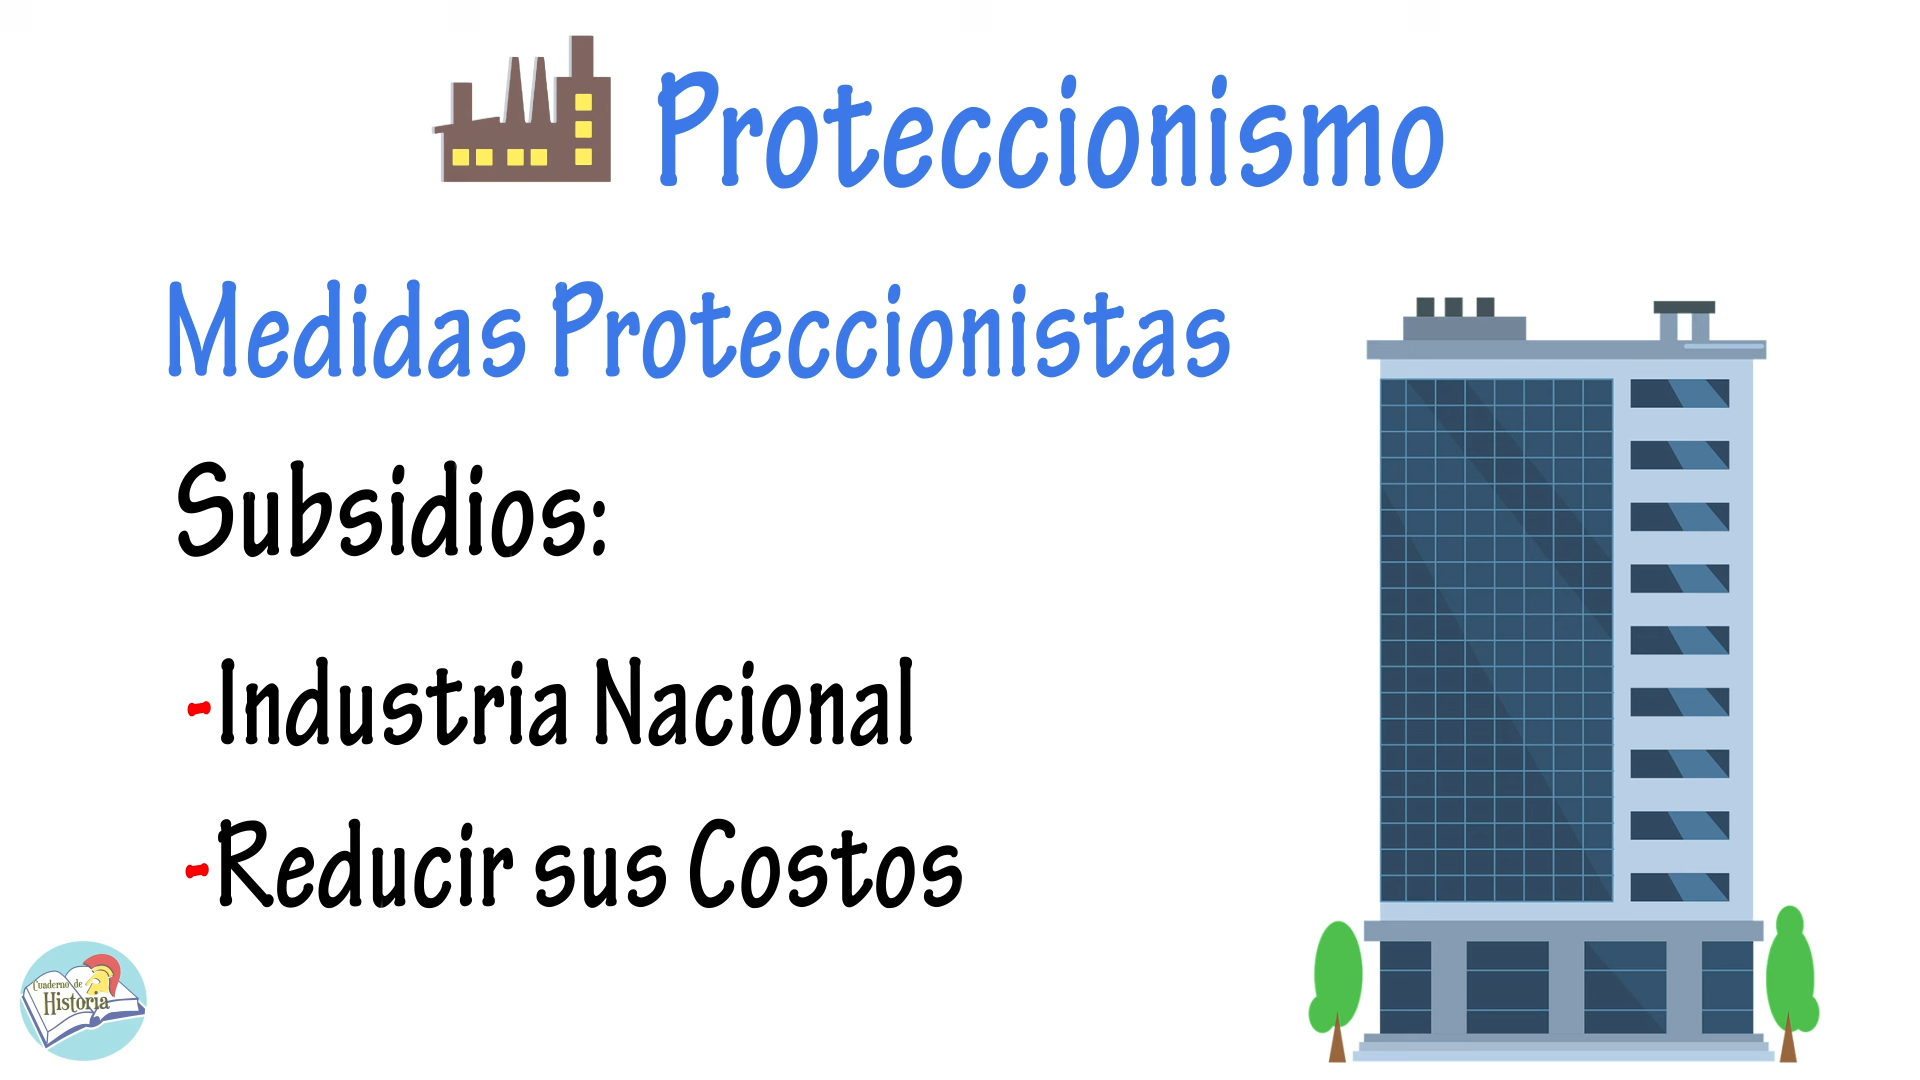 Proteccionismo
Medidas Proteccionistas
Subsidios:
-Industria Nacional
-Reducir sus Costos
Cuaderno de
Historia